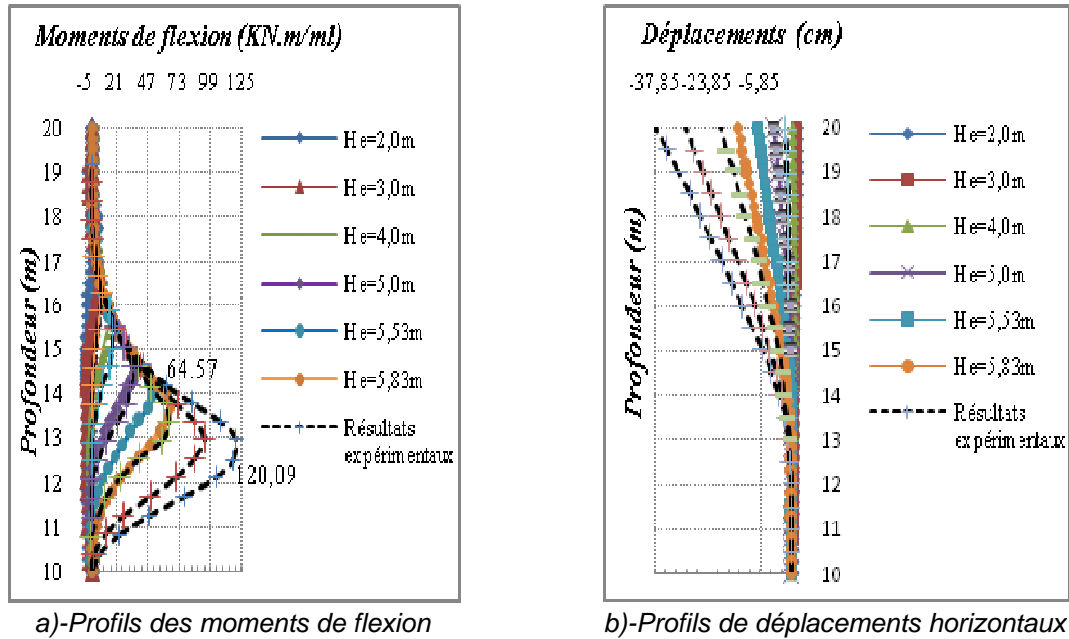 Moments de flexion (KN.m/ml)
-5 21 47 73 99 125
Profondeur (m)
20
19
18
17
16
15
14
13
12
11
10
64.57
120,09
He=2,0m
He=3,0m
He=4,0m
He=5,0m
He=5,53m
He=5,83m
Résultats
expérimentaux
a)-Profils des moments de flexion
Déplacements (cm)
-37,85 -23,85 -9,85
Profondeur (m)
20
19
18
17
16
15
14
13
12
11
10
He=2,0m
He=3,0m
He=4,0m
He=5,0m
He=5,53m
He=5,83m
Résultats
expérimentaux
b)-Profils de déplacements horizontaux